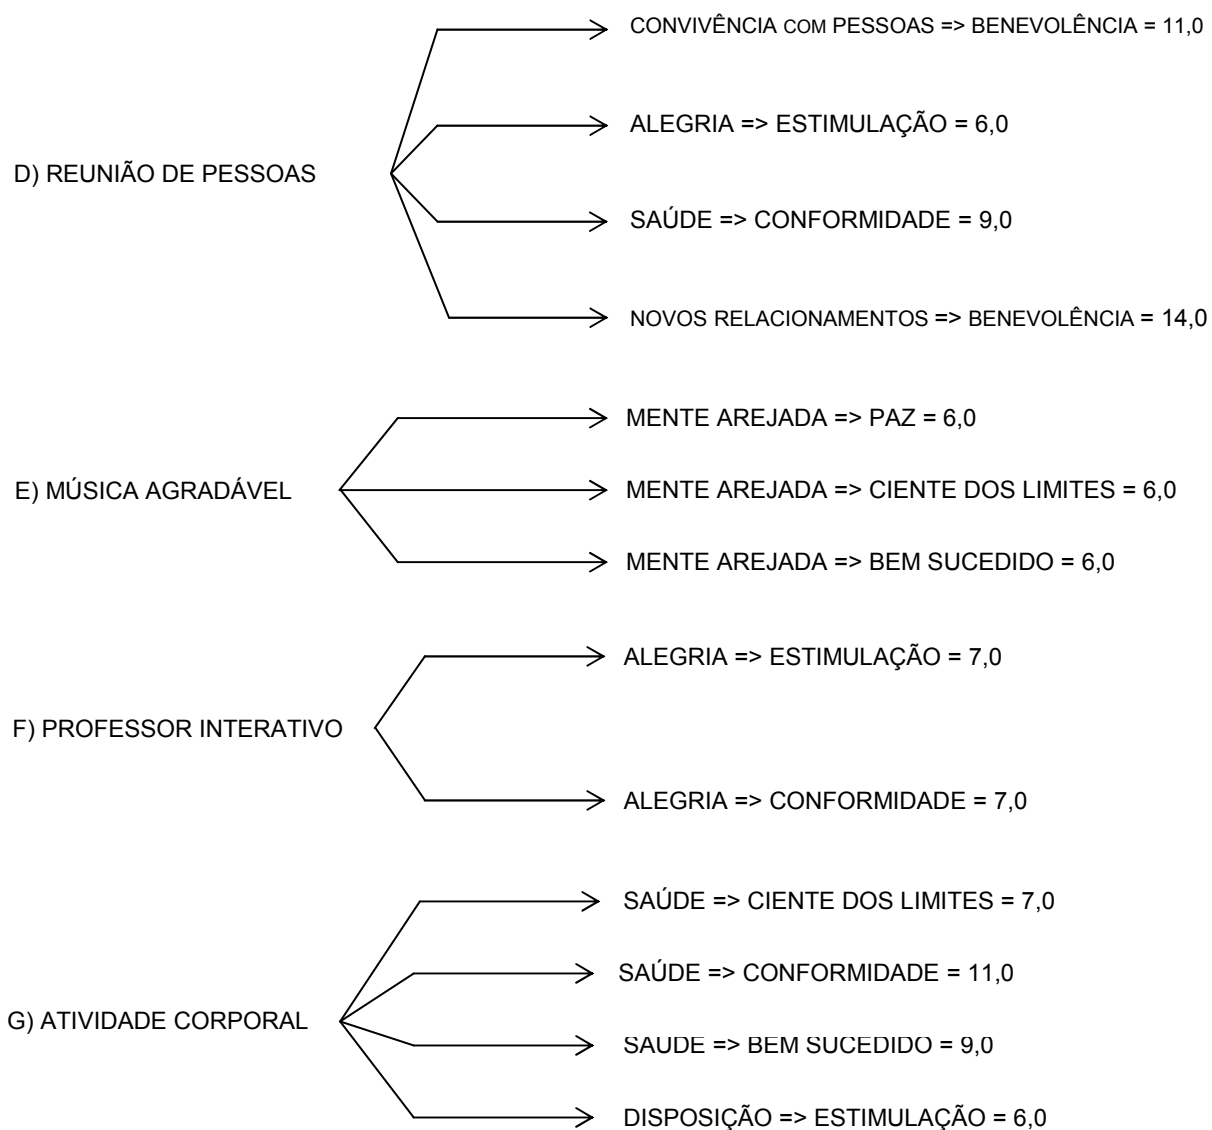 CONVIVÊNCIA COM PESSOAS => BENEVOLÊNCIA = 11,0
ALEGRIA => ESTIMULAÇÃO = 6,0
D) REUNIÃO DE PESSOAS
SAÚDE => CONFORMIDADE = 9,0
NOVOS RELACIONAMENTOS => BENEVOLÊNCIA = 14,0
MENTE AREJADA => PAZ = 6,0
E) MÚSICA AGRADÁVEL
MENTE AREJADA => CIENTE DOS LIMITES = 6,0
MENTE AREJADA => BEM SUCEDIDO = 6,0
ALEGRIA => ESTIMULAÇÃO = 7,0
F) PROFESSOR INTERATIVO
ALEGRIA => CONFORMIDADE = 7,0
SAÚDE => CIENTE DOS LIMITES = 7,0
SAÚDE => CONFORMIDADE = 11,0
G) ATIVIDADE CORPORAL
SAÚDE => BEM SUCEDIDO = 9,0
DISPOSIÇÃO => ESTIMULAÇÃO = 6,0